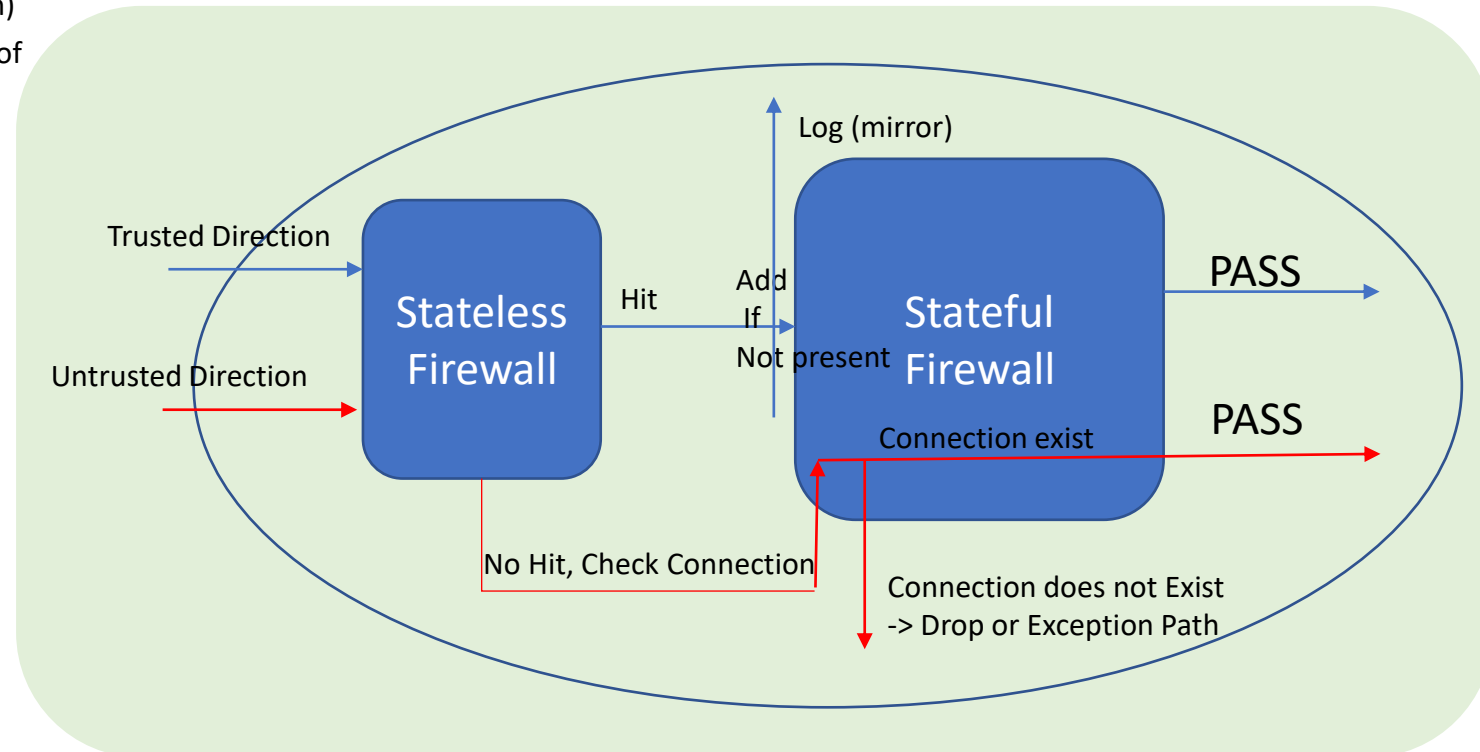 of
Log (mirror)
Trusted Direction
Stateless
Firewall
Hit
Add
If
Not present
Stateful
Firewall
PASS
Untrusted Direction
Connection exist
PASS
No Hit, Check Connection
Connection does not Exist
-> Drop or Exception Path